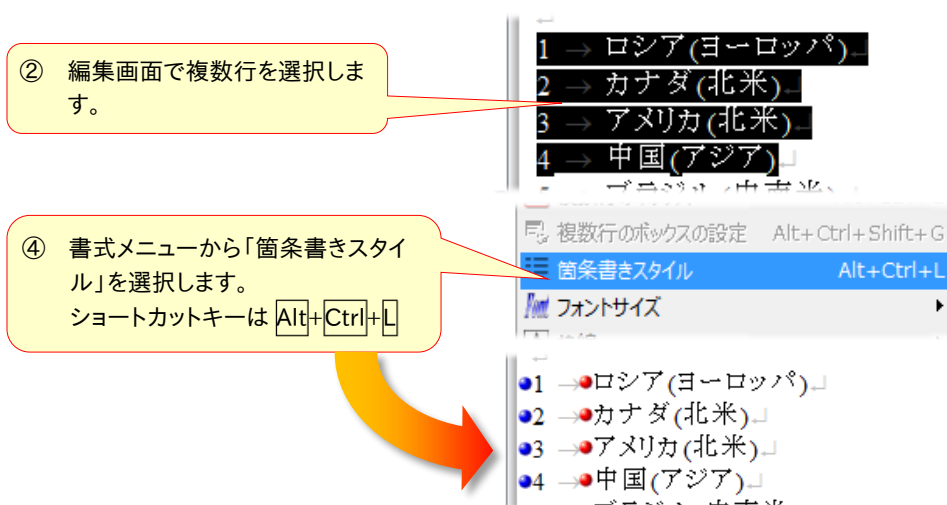 ② 編集画面で複数行を選択しま
す。
1 → ロシア(ヨーロッパ)↵
2 → カナダ(北米)↵
3 → アメリカ(北米)↵
4 → 中国(アジア)↵
④ 書式メニューから「箇条書きスタイ
ル」を選択します。
ショートカットキーは Alt+Ctrl+L
複数行のボックスの設定 Alt+Ctrl+Shift+G
箇条書きスタイル Alt+Ctrl+L
フォントサイズ
1 →ロシア(ヨーロッパ)↵
2 →カナダ(北米)↵
3 →アメリカ(北米)↵
4 →中国(アジア)↵